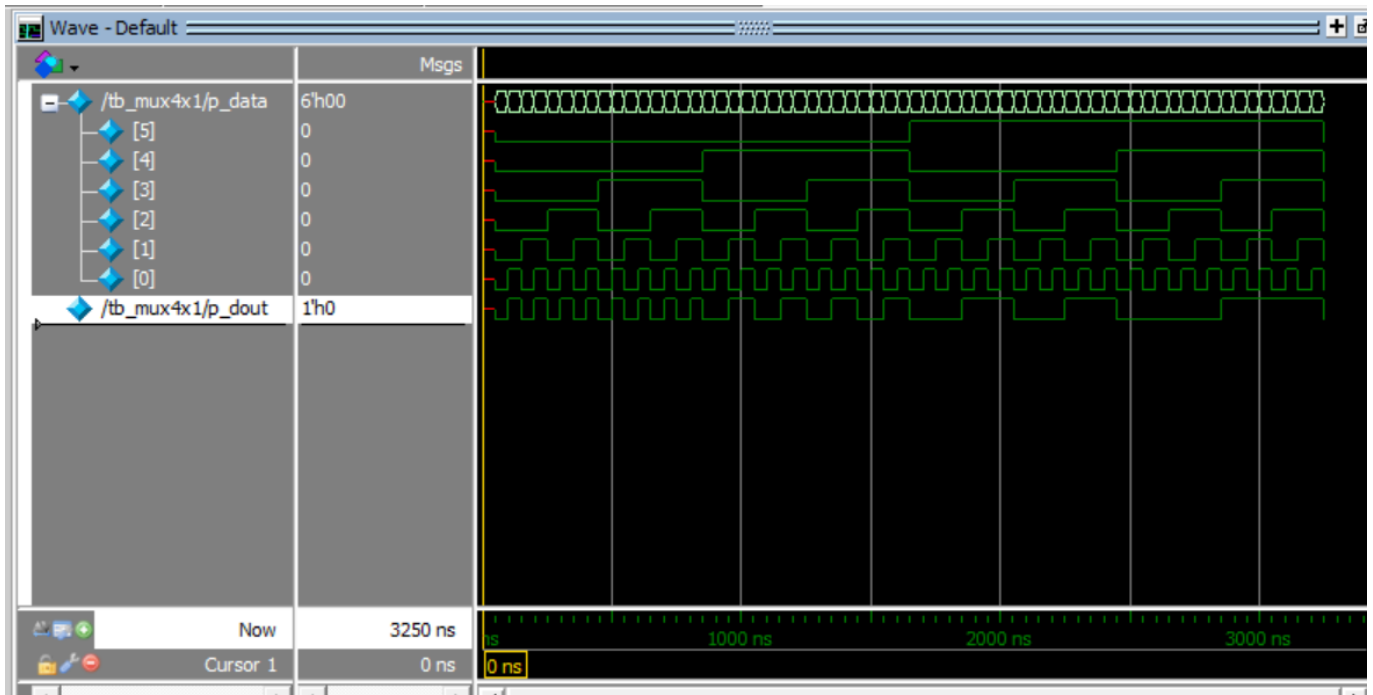 Wave - Default
Msgs
/tb_mux4x1/p_data 6'h00
[5] 0
[4] 0
[3] 0
[2] 0
[1] 0
[0] 0
/tb_mux4x1/p_dout 1'h0
Now 3250 ns ns 1000 ns 2000 ns 3000 ns
Cursor 1 0 ns 0 ns